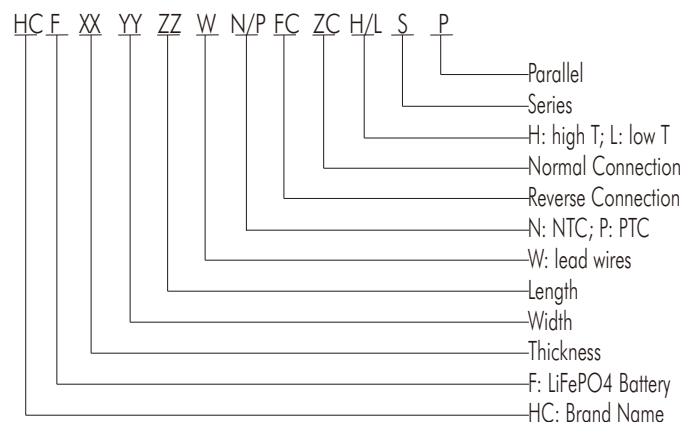 HC F XX YY ZZ W N/P FC ZC H/L S P
Parallel
Series
H: high T; L: low T
Normal Connection
Reverse Connection
N: NTC; P: PTC
W: lead wires
Length
Width
Thickness
F: LiFePO4 Battery
HC: Brand Name